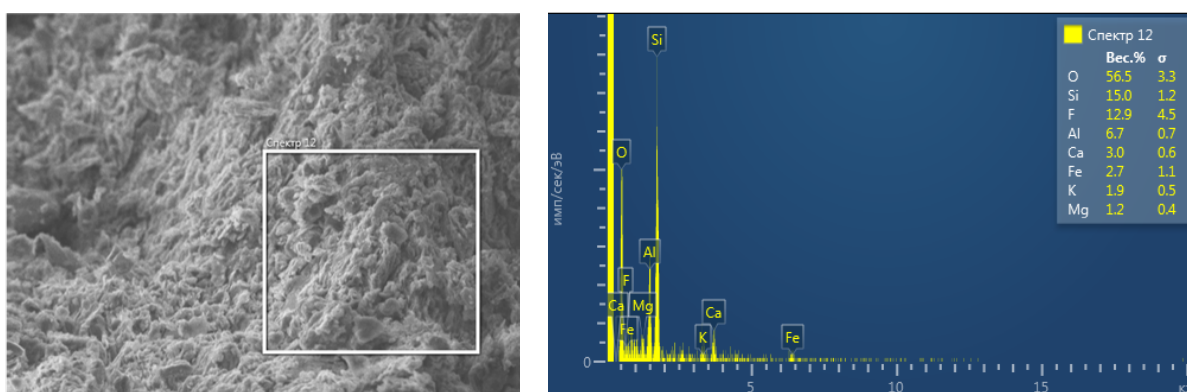 Спектр 12
Si
O
Al
F
Ca
Mg
Fe
Ca
K
Fe
имп/сек/эВ
0
5
10
15
Спектр 12
Вес.% σ
O 56.5 3.3
Si 15.0 1.2
F 12.9 4.5
Al 6.7 0.7
Ca 3.0 0.6
Fe 2.7 1.1
K 1.9 0.5
Mg 1.2 0.4